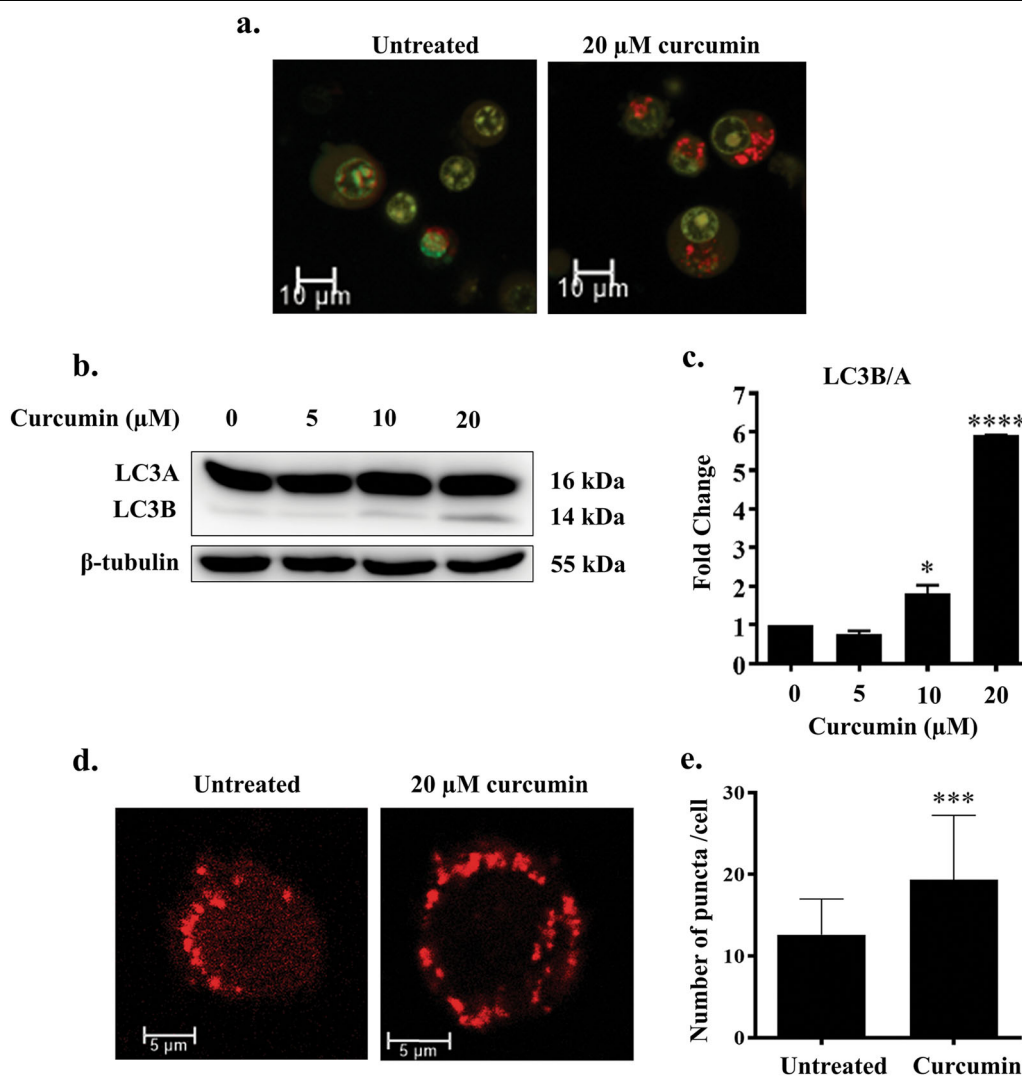 a.
Untreated
20 µM curcumin
10 µm
10 µm
b.
Curcumin (µM) 0 5 10 20
LC3A 16 kDa
LC3B 14 kDa
β-tubulin 55 kDa
c.
LC3B/A
Fold Change
7
6
5
4
3
2
1
0
*
****
0 5 10 20
Curcumin (µM)
d.
Untreated
20 µM curcumin
5 µm
5 µm
e.
Number of puncta /cell
30
20
10
0
***
Untreated Curcumin